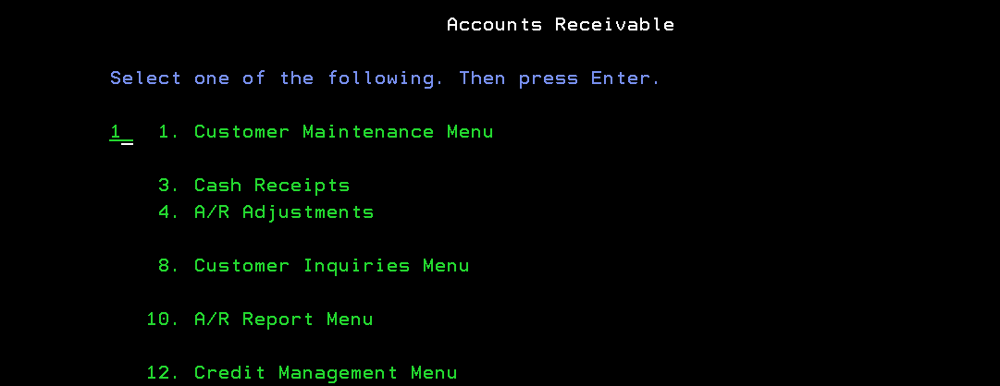 Accounts Receivable
Select one of the following. Then press Enter.
1_ 1. Customer Maintenance Menu
3. Cash Receipts
4. A/R Adjustments
8. Customer Inquiries Menu
10. A/R Report Menu
12. Credit Management Menu